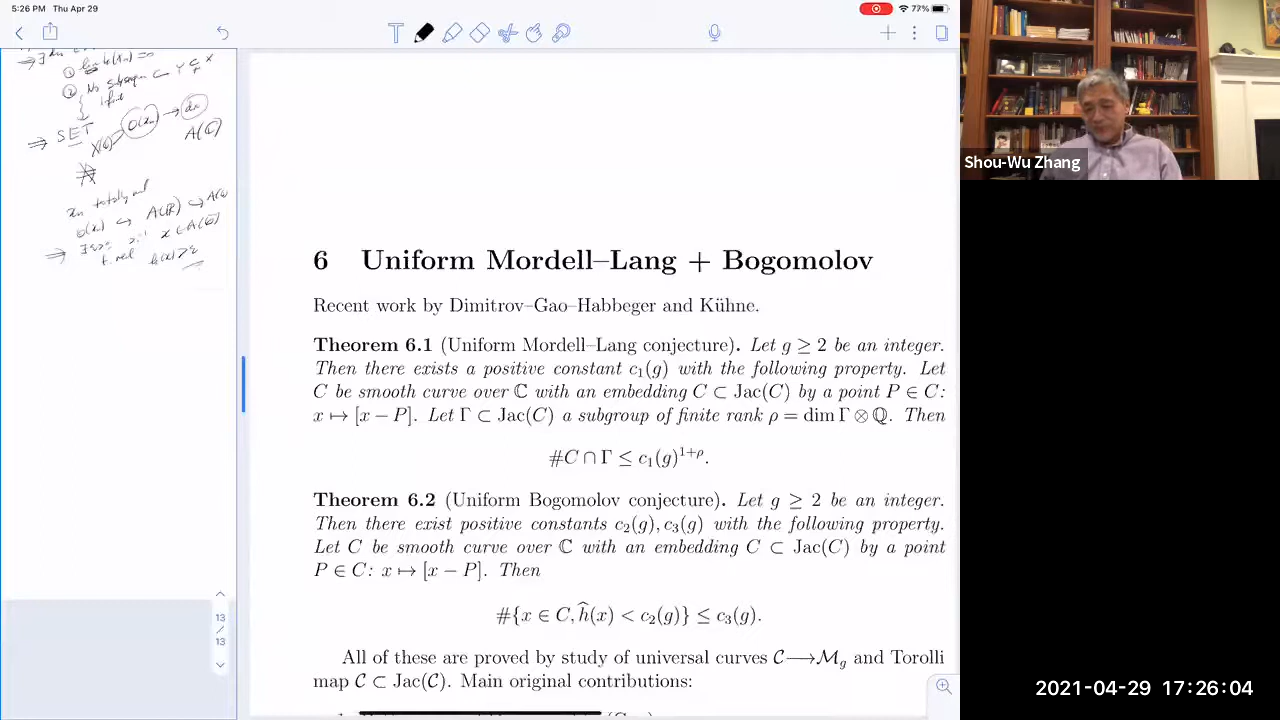 5:26 PM Thu Apr 29
77%
No subsequen ⊂ Y ⊊ X
SET
A(ℂ)
6 Uniform Mordell–Lang + Bogomolov
Recent work by Dimitrov–Gao–Habbeger and Kühne.
Theorem 6.1 (Uniform Mordell–Lang conjecture). Let g ≥ 2 be an integer.
Then there exists a positive constant c₁(g) with the following property. Let
C be smooth curve over ℂ with an embedding C ⊂ Jac(C) by a point P ∈ C:
x ↦ [x − P]. Let Γ ⊂ Jac(C) a subgroup of finite rank ρ = dim Γ ⊗ ℚ. Then
#C ∩ Γ ≤ c₁(g)^{1+ρ}.
Theorem 6.2 (Uniform Bogomolov conjecture). Let g ≥ 2 be an integer.
Then there exist positive constants c₂(g), c₃(g) with the following property.
Let C be smooth curve over ℂ with an embedding C ⊂ Jac(C) by a point
P ∈ C: x ↦ [x − P]. Then
#{x ∈ C, ĥ(x) < c₂(g)} ≤ c₃(g).
All of these are proved by study of universal curves 𝒞 ⟶ ℳ_g and Torolli
map 𝒞 ⊂ Jac(𝒞). Main original contributions:
13
/
13
Shou-Wu Zhang
2021-04-29 17:26:04